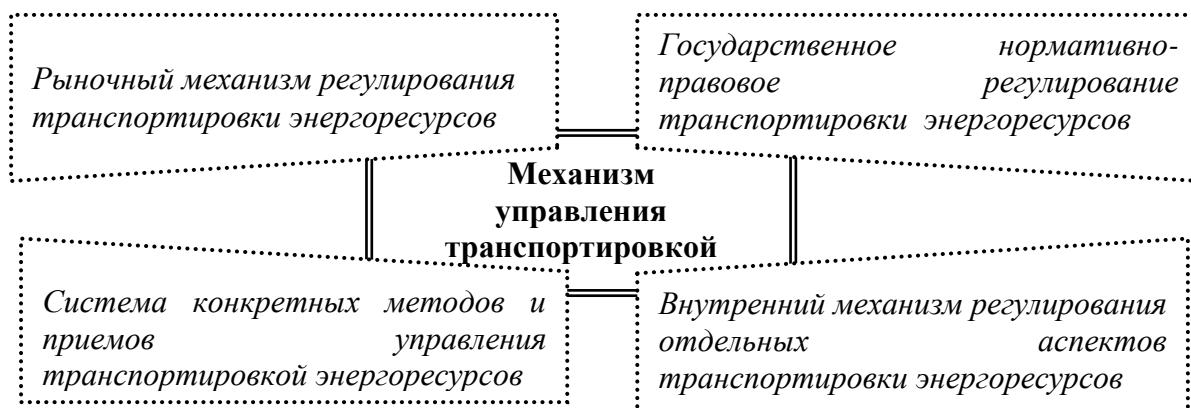 Рыночный механизм регулирования
транспортировки энергоресурсов
Государственное нормативно-
правовое регулирование
транспортировки энергоресурсов
Механизм
управления
транспортировкой
Система конкретных методов и
приемов управления
транспортировкой энергоресурсов
Внутренний механизм регулирования
отдельных аспектов
транспортировки энергоресурсов